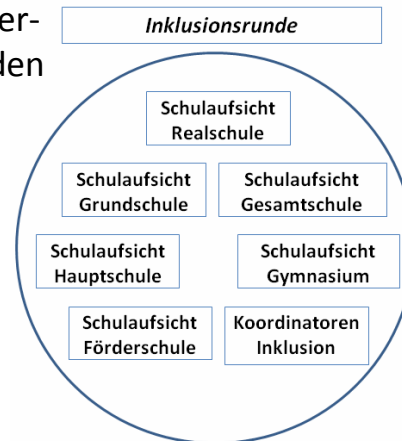 er-
den
Inklusionsrunde
Schulaufsicht
Realschule
Schulaufsicht
Grundschule
Schulaufsicht
Gesamtschule
Schulaufsicht
Hauptschule
Schulaufsicht
Gymnasium
Schulaufsicht
Förderschule
Koordinatoren
Inklusion